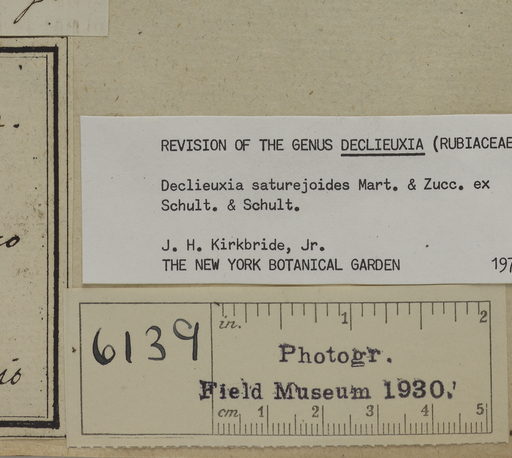 REVISION OF THE GENUS DECLIEUXIA (RUBIACEAE
Declieuxia saturejoides Mart. & Zucc. ex
Schult. & Schult.
J. H. Kirkbride, Jr.
THE NEW YORK BOTANICAL GARDEN 197
6139
in. 1 2
Photogr.
Field Museum 1930.
cm 1 2 3 4 5